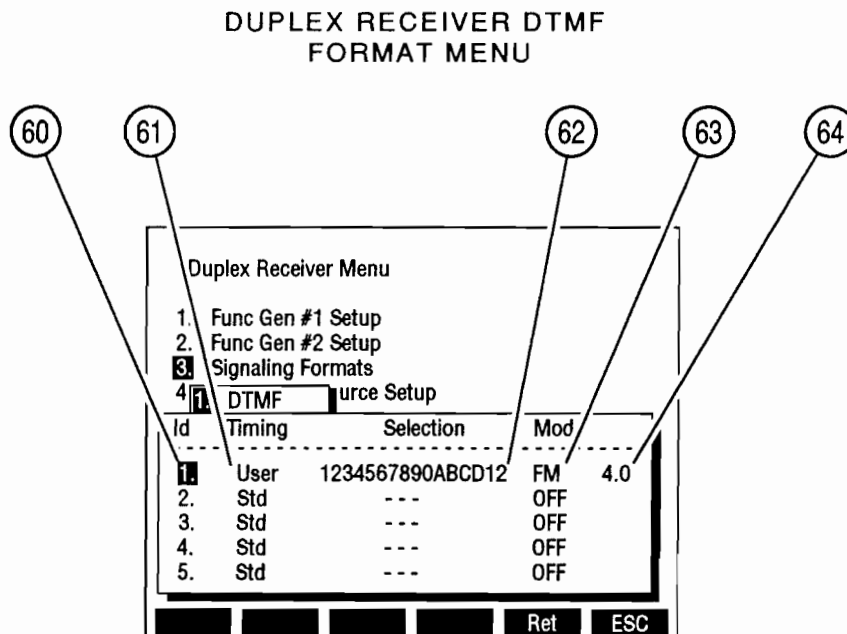 DUPLEX RECEIVER DTMF
FORMAT MENU
60 61 62 63 64
Duplex Receiver Menu
1. Func Gen #1 Setup
2. Func Gen #2 Setup
3. Signaling Formats
4 urce Setup
1. DTMF
Id Timing Selection Mod
1. User 1234567890ABCD12 FM 4.0
2. Std - - - OFF
3. Std - - - OFF
4. Std - - - OFF
5. Std - - - OFF
Ret ESC